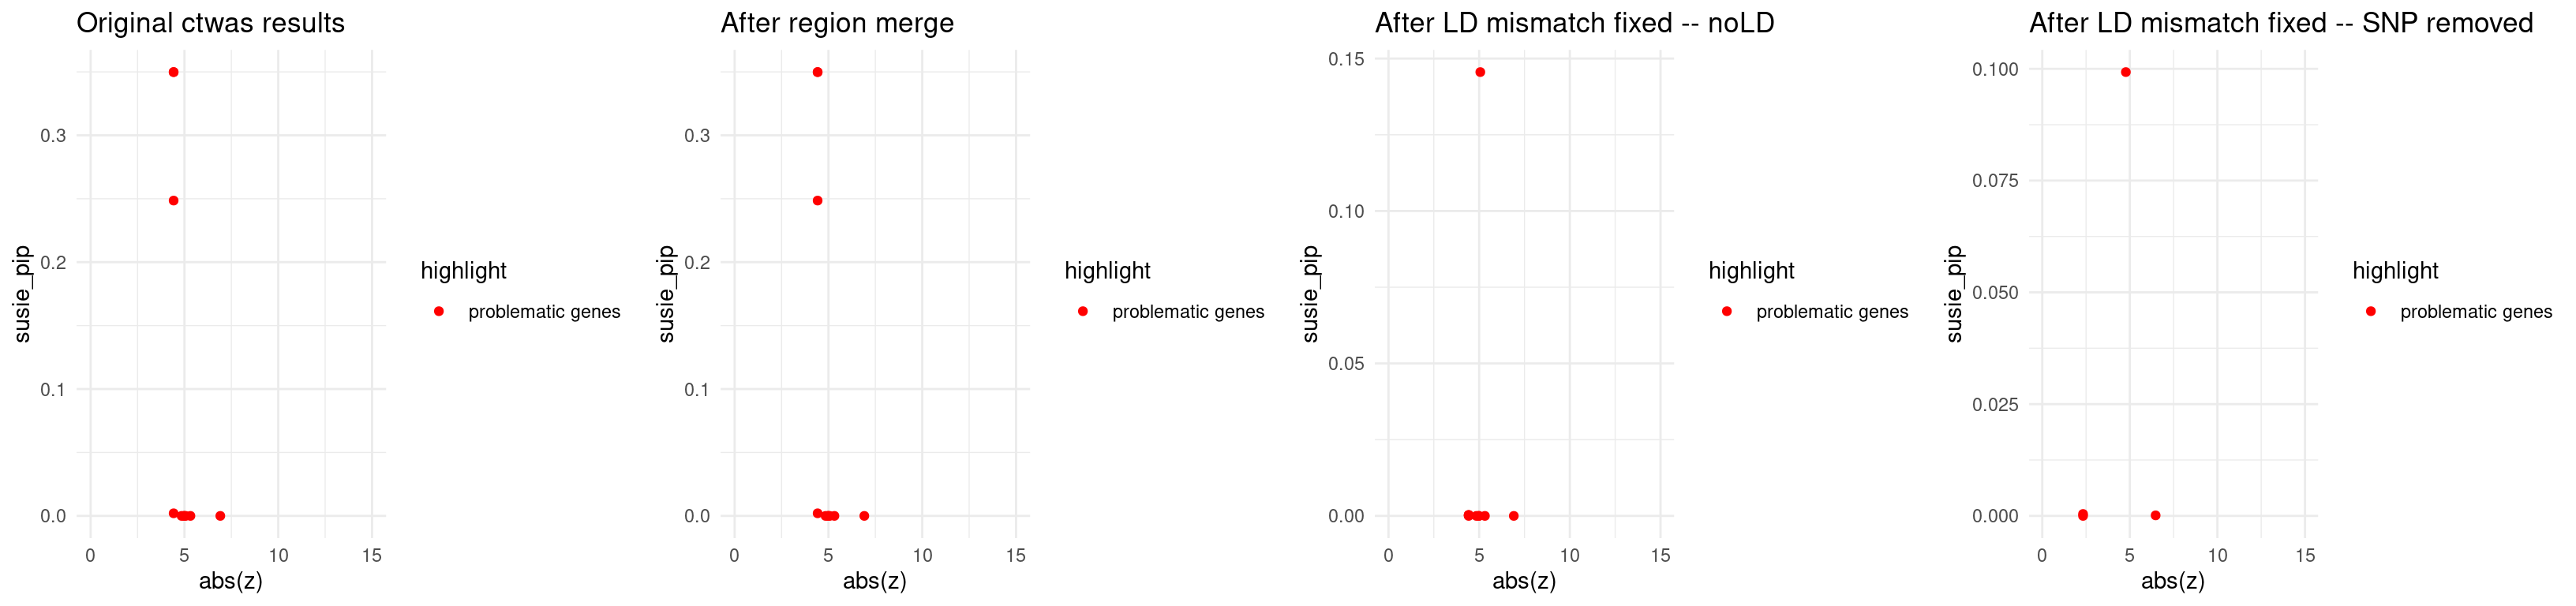 Original ctwas results
susie_pip
0.3
0.2
0.1
0.0
0 5 10 15
abs(z)
highlight
problematic genes
After region merge
susie_pip
0.3
0.2
0.1
0.0
0 5 10 15
abs(z)
highlight
problematic genes
After LD mismatch fixed -- noLD
susie_pip
0.15
0.10
0.05
0.00
0 5 10 15
abs(z)
highlight
problematic genes
After LD mismatch fixed -- SNP removed
susie_pip
0.100
0.075
0.050
0.025
0.000
0 5 10 15
abs(z)
highlight
problematic genes